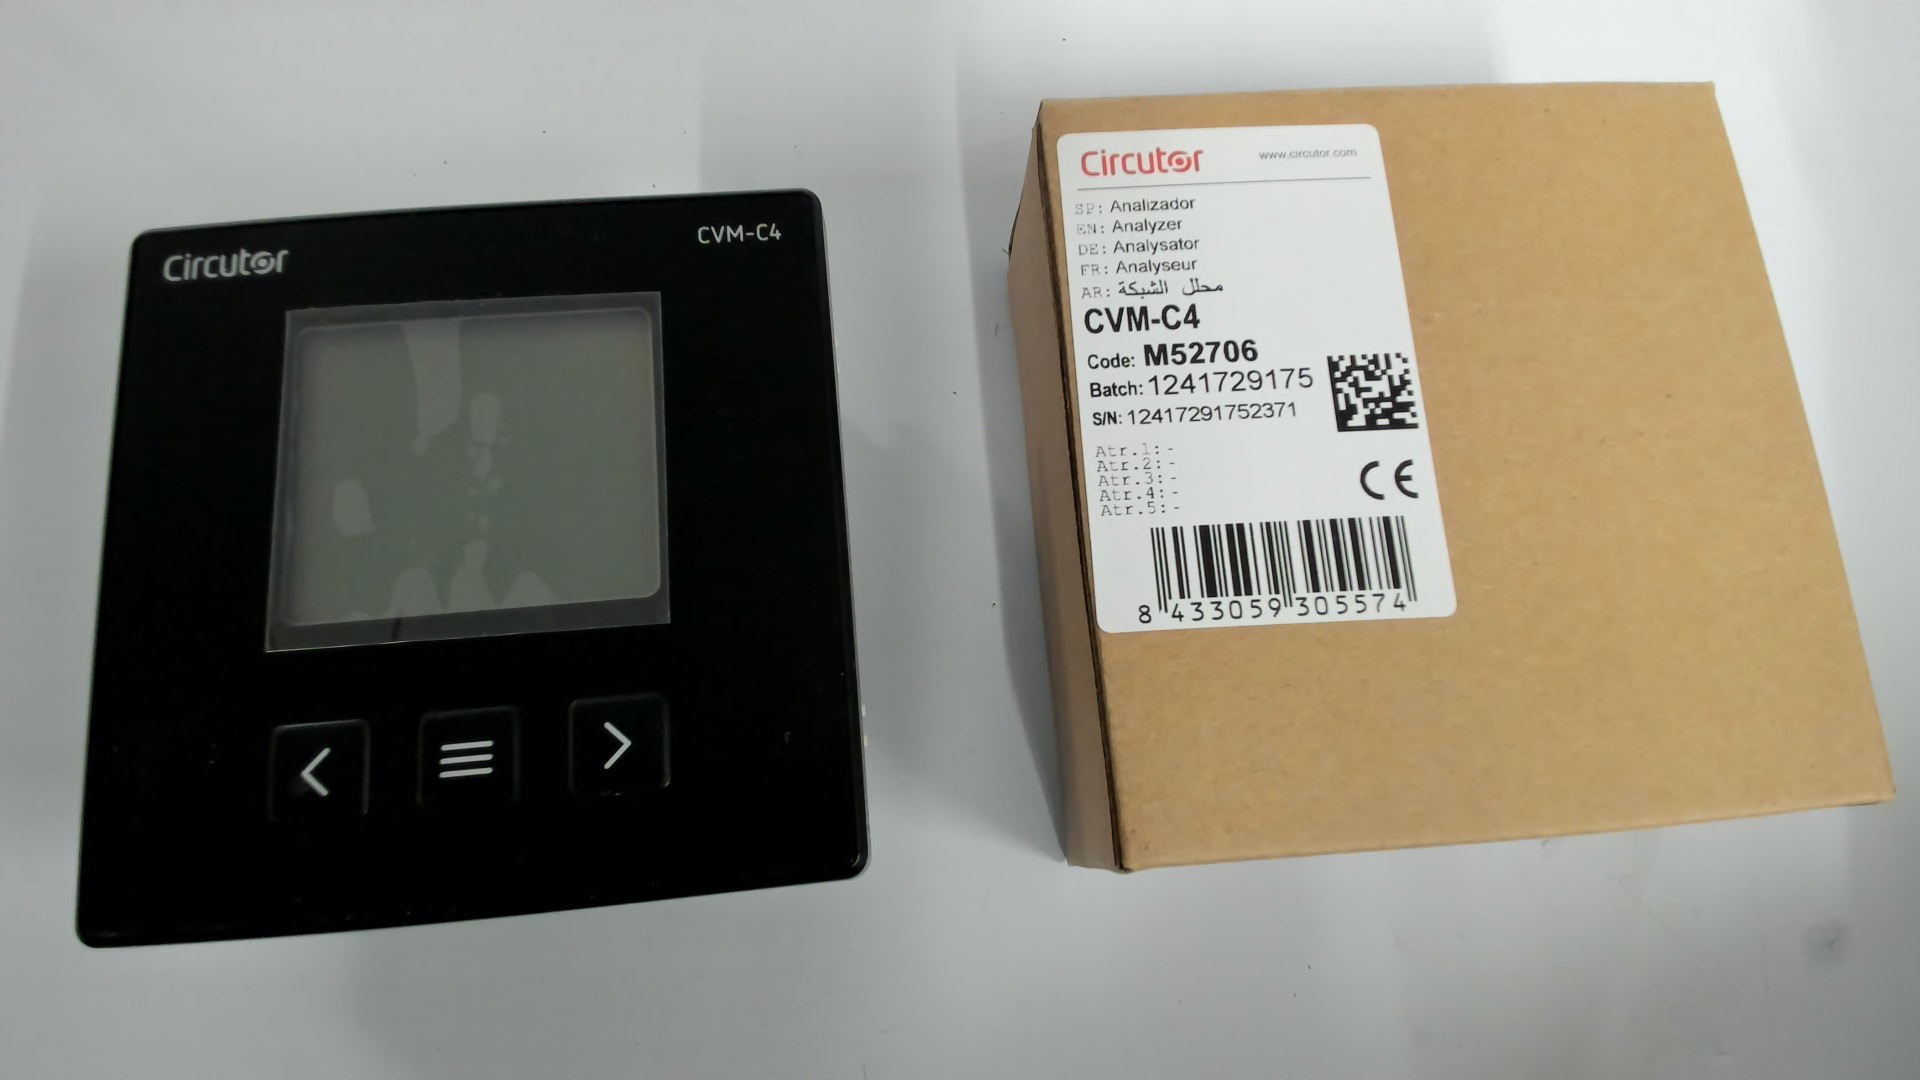 Circutor
CVM-C4
Circutor
www.circutor.com
SP: Analizador
EN: Analyzer
DE: Analysator
FR: Analyseur
AR: محلل الشبكة
CVM-C4
Code: M52706
Batch: 1241729175
S/N: 12417291752371
Atr.1: -
Atr.2: -
Atr.3: -
Atr.4: -
Atr.5: -
CE
8 433059 305574